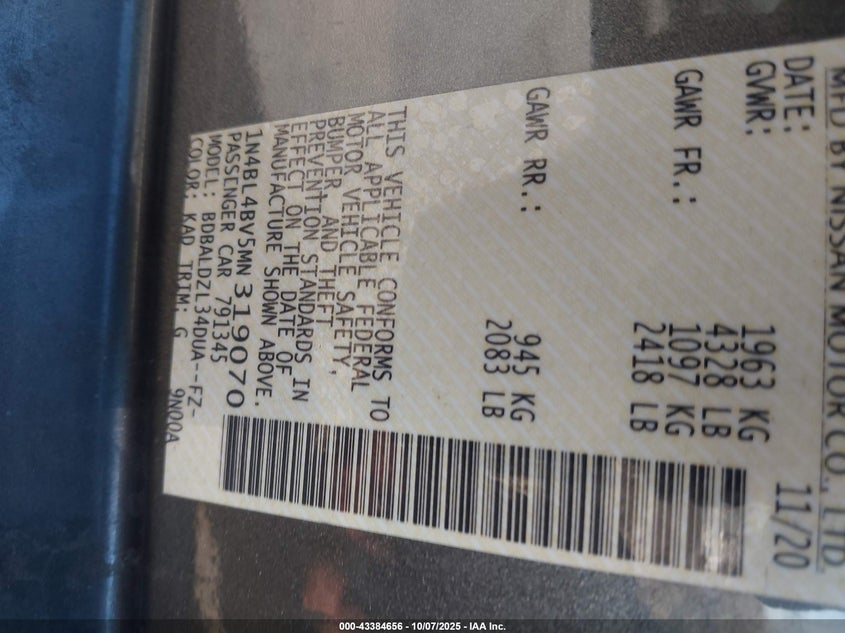 MFD BY NISSAN MOTOR CO., LTD
DATE: 11/20
GVWR: 1963 KG
4328 LB
GAWR FR.: 1097 KG
2418 LB
GAWR RR.: 945 KG
2083 LB
THIS VEHICLE CONFORMS TO
ALL APPLICABLE FEDERAL
MOTOR VEHICLE SAFETY,
BUMPER, AND THEFT
PREVENTION STANDARDS IN
EFFECT ON THE DATE OF
MANUFACTURE SHOWN ABOVE.
1N4BL4BV5MN319070
PASSENGER CAR 791345
MODEL: BDBALDZL34DUA--FZ-
COLOR: KAD TRIM: G 9N00A
000-43384656 - 10/07/2025 - IAA Inc.